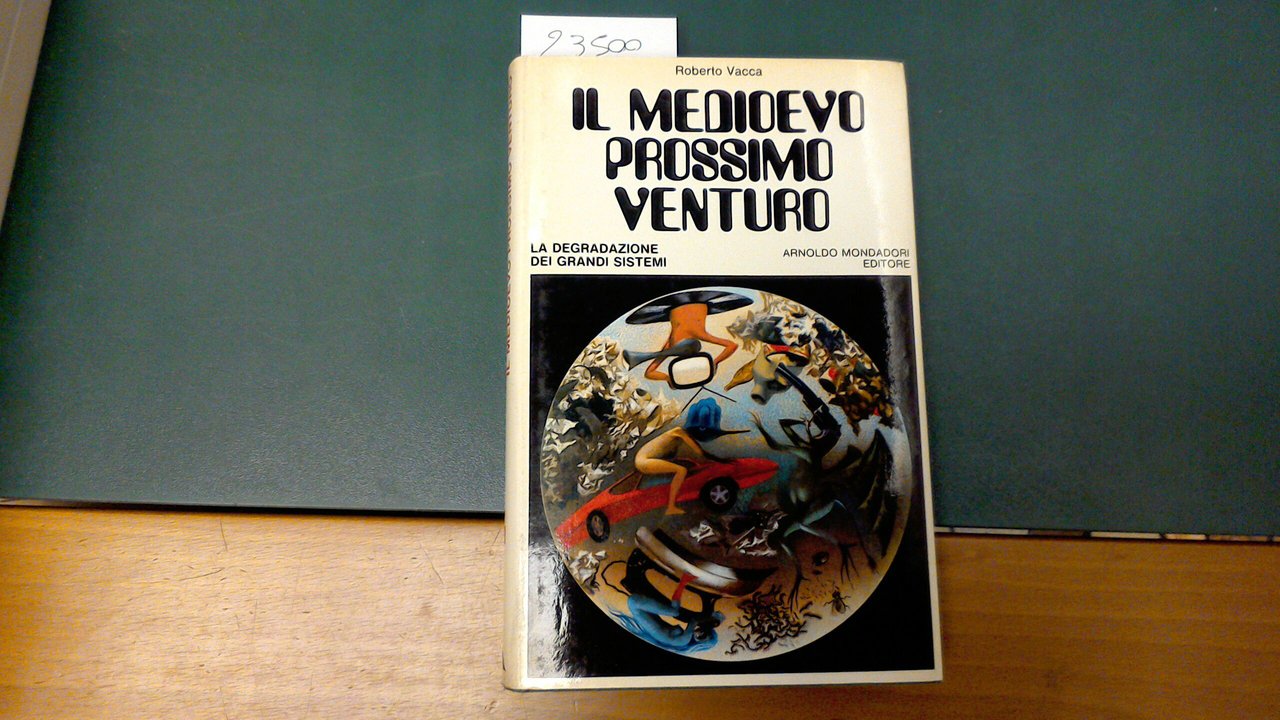 23500
Roberto Vacca
IL MEDIOEVO
PROSSIMO
VENTURO
LA DEGRADAZIONE
DEI GRANDI SISTEMI
ARNOLDO MONDADORI
EDITORE